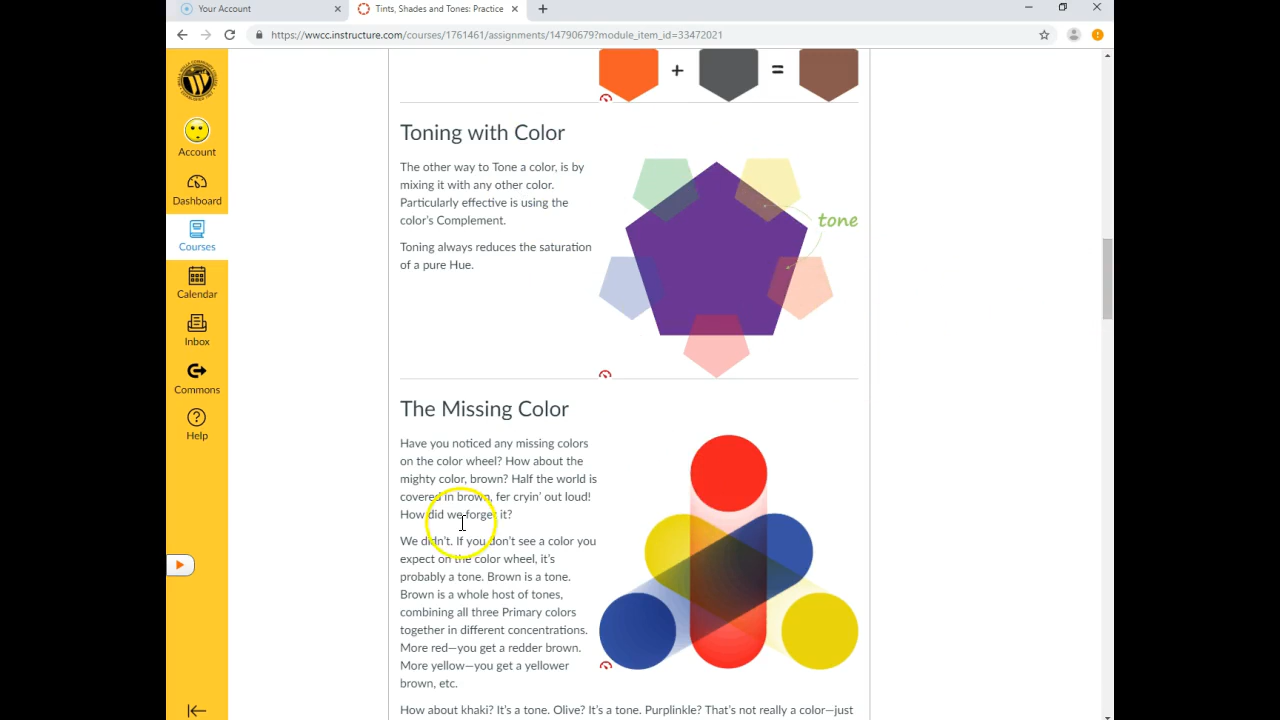 Your Account
Tints, Shades and Tones: Practice
https://wwcc.instructure.com/courses/1761461/assignments/14790679?module_item_id=33472021
Account
Dashboard
Courses
Calendar
Inbox
Commons
Help
+ =
Toning with Color
The other way to Tone a color, is by
mixing it with any other color.
Particularly effective is using the
color's Complement.
Toning always reduces the saturation
of a pure Hue.
tone
The Missing Color
Have you noticed any missing colors
on the color wheel? How about the
mighty color, brown? Half the world is
covered in brown, fer cryin' out loud!
How did we forget it?
We didn't. If you don't see a color you
expect on the color wheel, it's
probably a tone. Brown is a tone.
Brown is a whole host of tones,
combining all three Primary colors
together in different concentrations.
More red—you get a redder brown.
More yellow—you get a yellower
brown, etc.
How about khaki? It's a tone. Olive? It's a tone. Purplinkle? That's not really a color—just